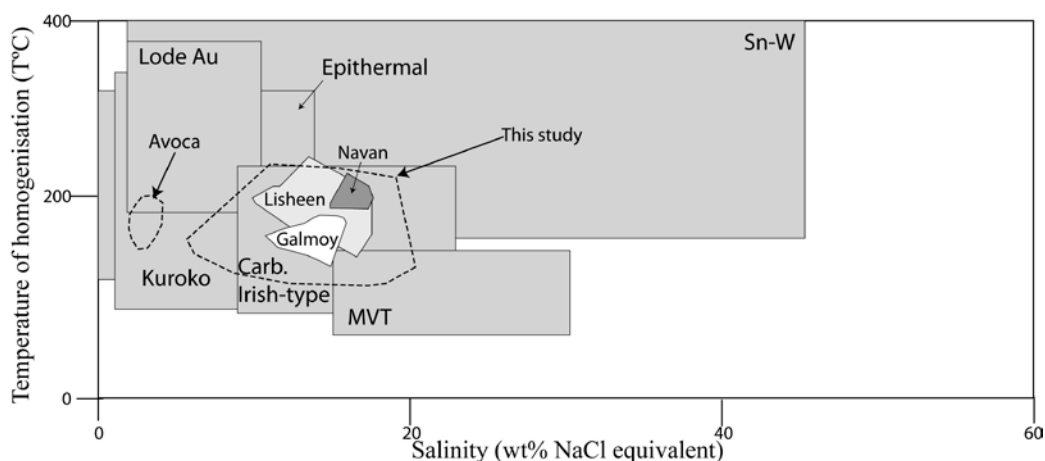 400
Lode Au
Sn-W
Epithermal
Avoca
This study
Navan
200
Lisheen
Galmoy
Kuroko
Carb.
Irish-type
MVT
0
0
20
40
60
Temperature of homogenisation (TºC)
Salinity (wt% NaCl equivalent)